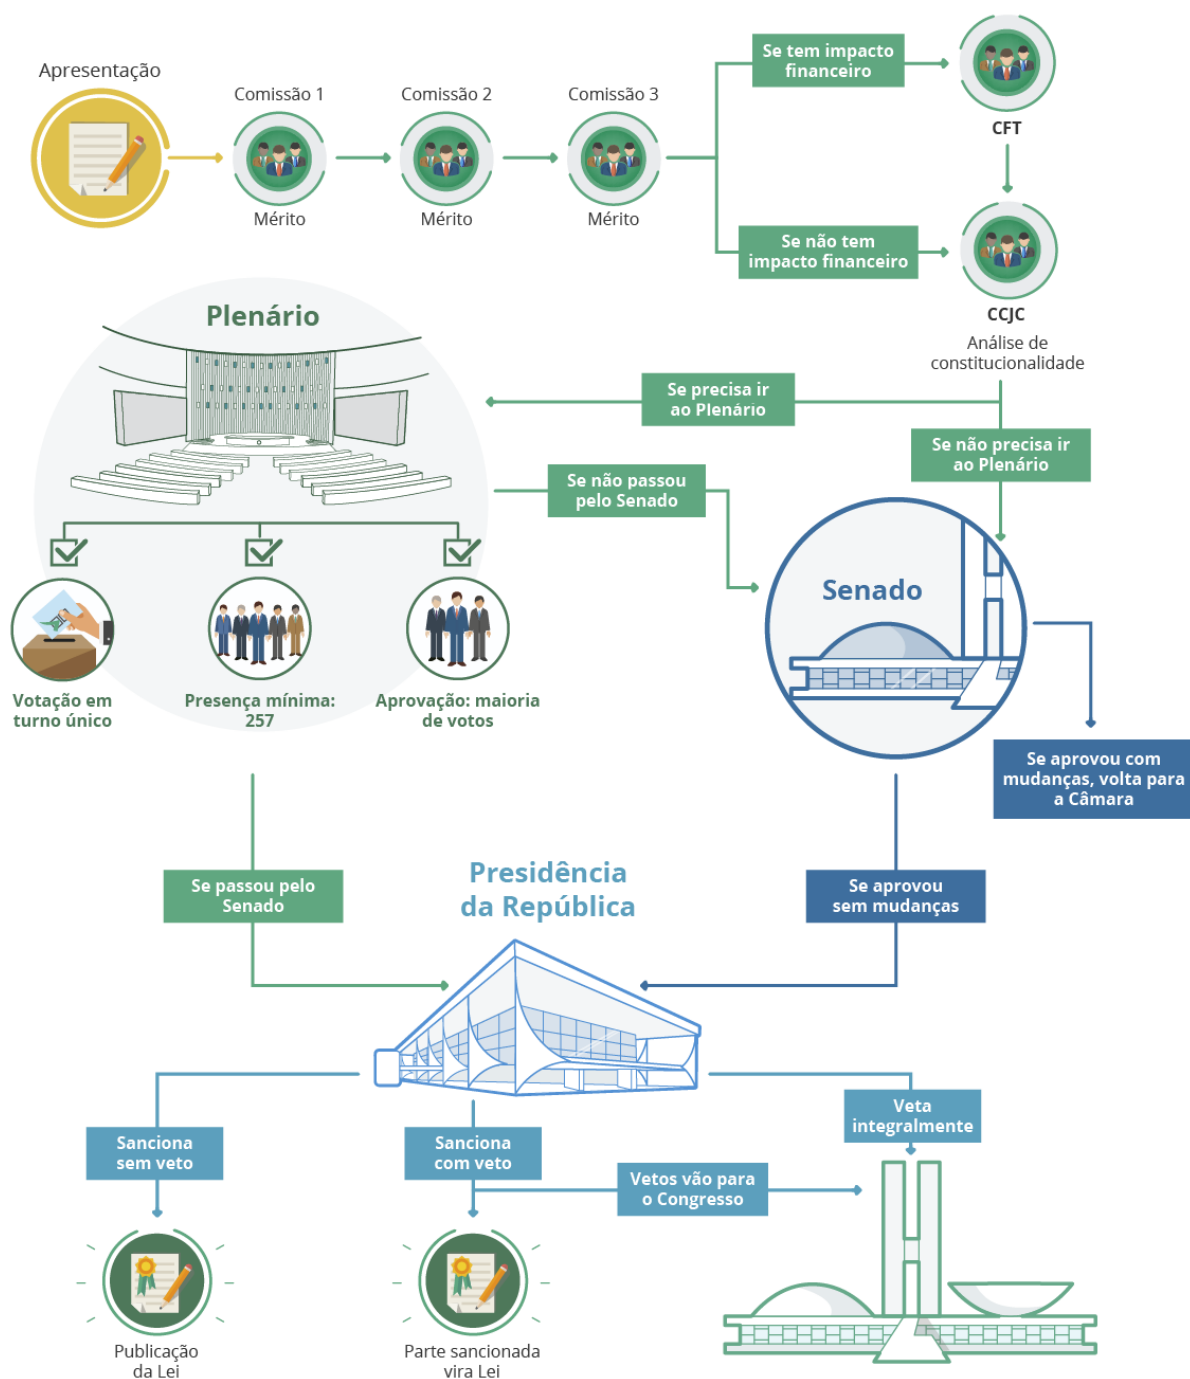 Apresentação
Comissão 1
Mérito
Comissão 2
Mérito
Comissão 3
Mérito
Se tem impacto
financeiro
CFT
Se não tem
impacto financeiro
CCJC
Análise de
constitucionalidade
Plenário
Se precisa ir
ao Plenário
Se não precisa ir
ao Plenário
Se não passou
pelo Senado
Senado
Votação em
turno único
Presença mínima:
257
Aprovação: maioria
de votos
Se aprovou com
mudanças, volta para
a Câmara
Se passou pelo
Senado
Presidência
da República
Se aprovou
sem mudanças
Sanciona
sem veto
Sanciona
com veto
Veta
integralmente
Vetos vão para
o Congresso
Publicação
da Lei
Parte sancionada
vira Lei